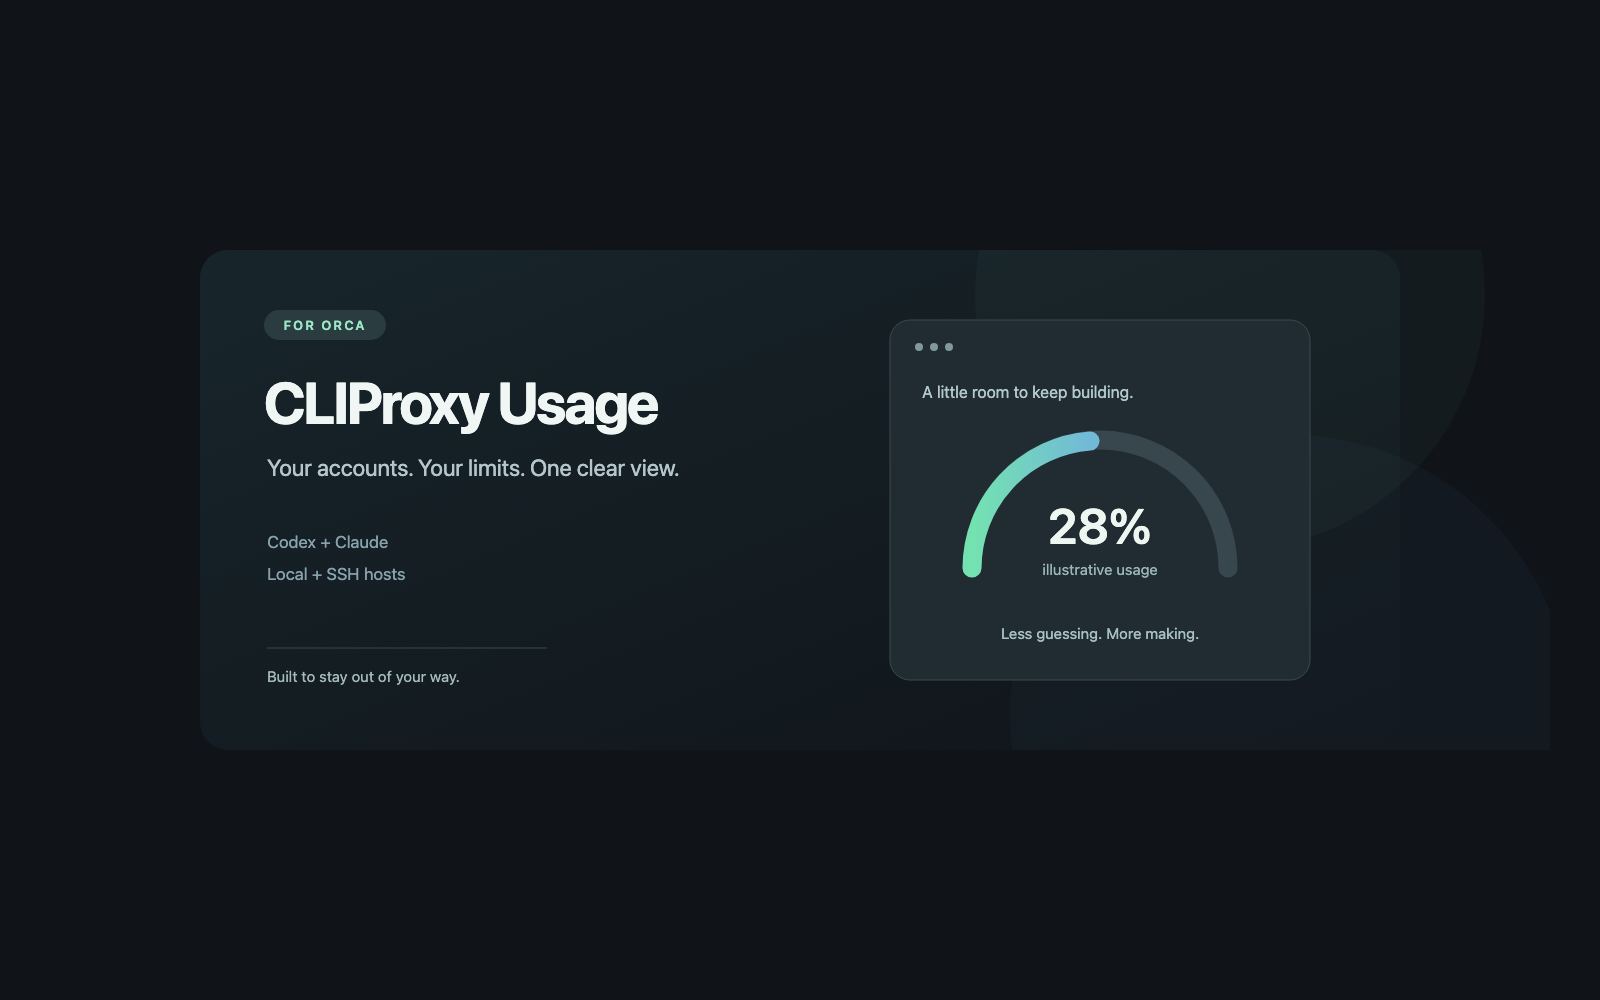 FOR ORCA
CLIProxy Usage
Your accounts. Your limits. One clear view.
Codex + Claude
Local + SSH hosts
Built to stay out of your way.
A little room to keep building.
28%
illustrative usage
Less guessing. More making.